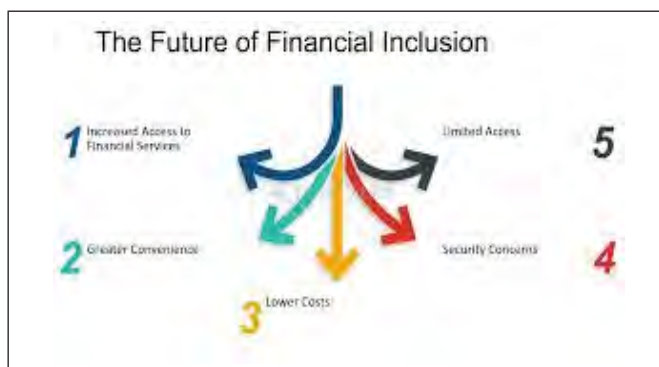 The Future of Financial Inclusion
1 Increased Access to
Financial Services
Limited Access 5
2 Greater Convenience
Security Concerns 4
3 Lower Costs